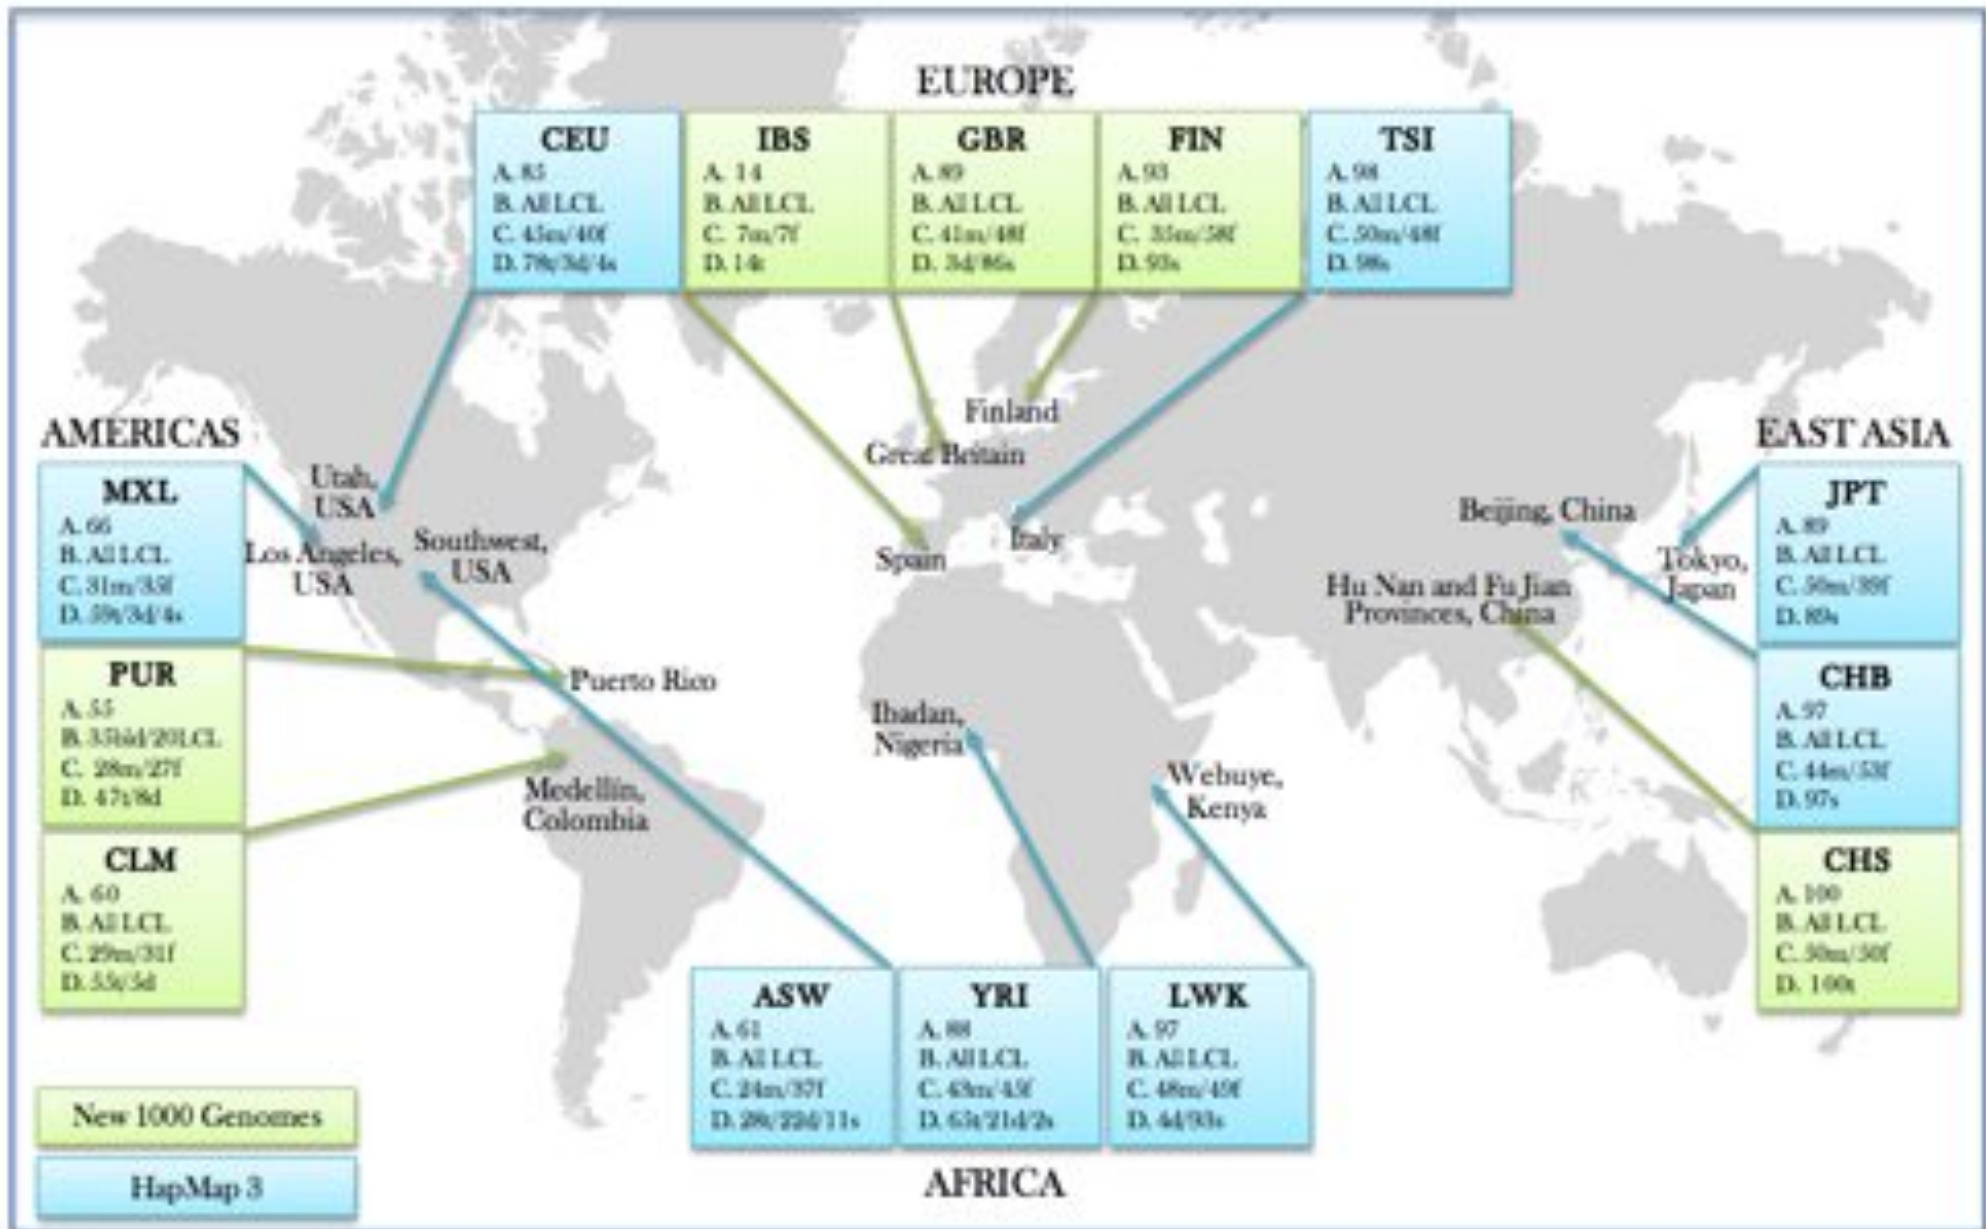 EUROPE
CEU
A. 85
B. All LCL
C. 45m/40f
D. 78t/3d/4s
IBS
A. 14
B. All LCL
C. 7m/7f
D. 14t
GBR
A. 89
B. All LCL
C. 41m/48f
D. 3d/86s
FIN
A. 93
B. All LCL
C. 35m/58f
D. 93s
TSI
A. 98
B. All LCL
C. 50m/48f
D. 98s
AMERICAS
MXL
A. 66
B. All LCL
C. 31m/35f
D. 59t/3d/4s
PUR
A. 55
B. 35bld/20LCL
C. 28m/27f
D. 47t/8d
CLM
A. 60
B. All LCL
C. 29m/31f
D. 55t/5d
Utah,
USA
Los Angeles,
USA
Southwest,
USA
Puerto Rico
Medellín,
Colombia
Finland
Great Britain
Spain
Italy
Ibadan,
Nigeria
Webuye,
Kenya
Beijing, China
Hu Nan and Fu Jian
Provinces, China
Tokyo,
Japan
EAST ASIA
JPT
A. 89
B. All LCL
C. 50m/39f
D. 89s
CHB
A. 97
B. All LCL
C. 44m/53f
D. 97s
CHS
A. 100
B. All LCL
C. 50m/50f
D. 100t
ASW
A. 61
B. All LCL
C. 24m/37f
D. 28t/22d/11s
YRI
A. 88
B. All LCL
C. 43m/45f
D. 65t/21d/2s
LWK
A. 97
B. All LCL
C. 48m/49f
D. 4d/93s
AFRICA
New 1000 Genomes
HapMap 3